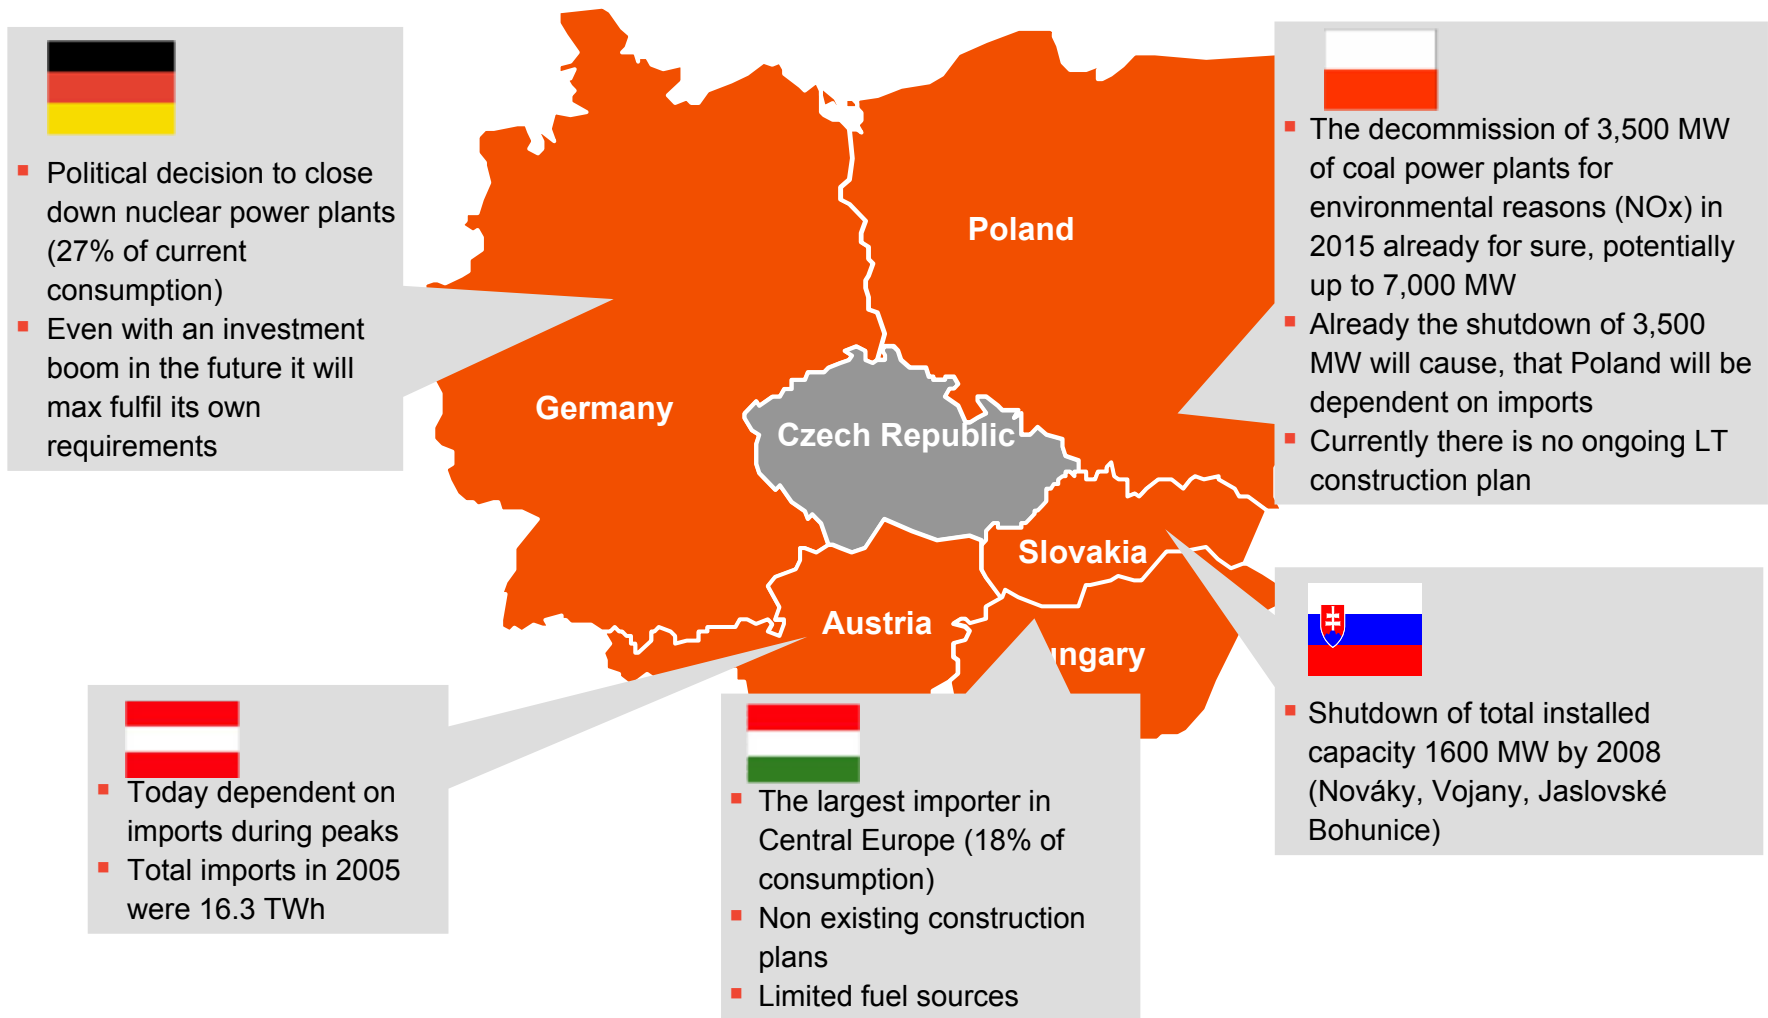 Political decision to close
down nuclear power plants
(27% of current
consumption)
Even with an investment
boom in the future it will
max fulfil its own
requirements
The decommission of 3,500 MW
of coal power plants for
environmental reasons (NOx) in
2015 already for sure, potentially
up to 7,000 MW
Already the shutdown of 3,500
MW will cause, that Poland will be
dependent on imports
Currently there is no ongoing LT
construction plan
Poland
Germany
Czech Republic
Slovakia
Austria
ngary
Shutdown of total installed
capacity 1600 MW by 2008
(Nováky, Vojany, Jaslovské
Bohunice)
Today dependent on
imports during peaks
Total imports in 2005
were 16.3 TWh
The largest importer in
Central Europe (18% of
consumption)
Non existing construction
plans
Limited fuel sources